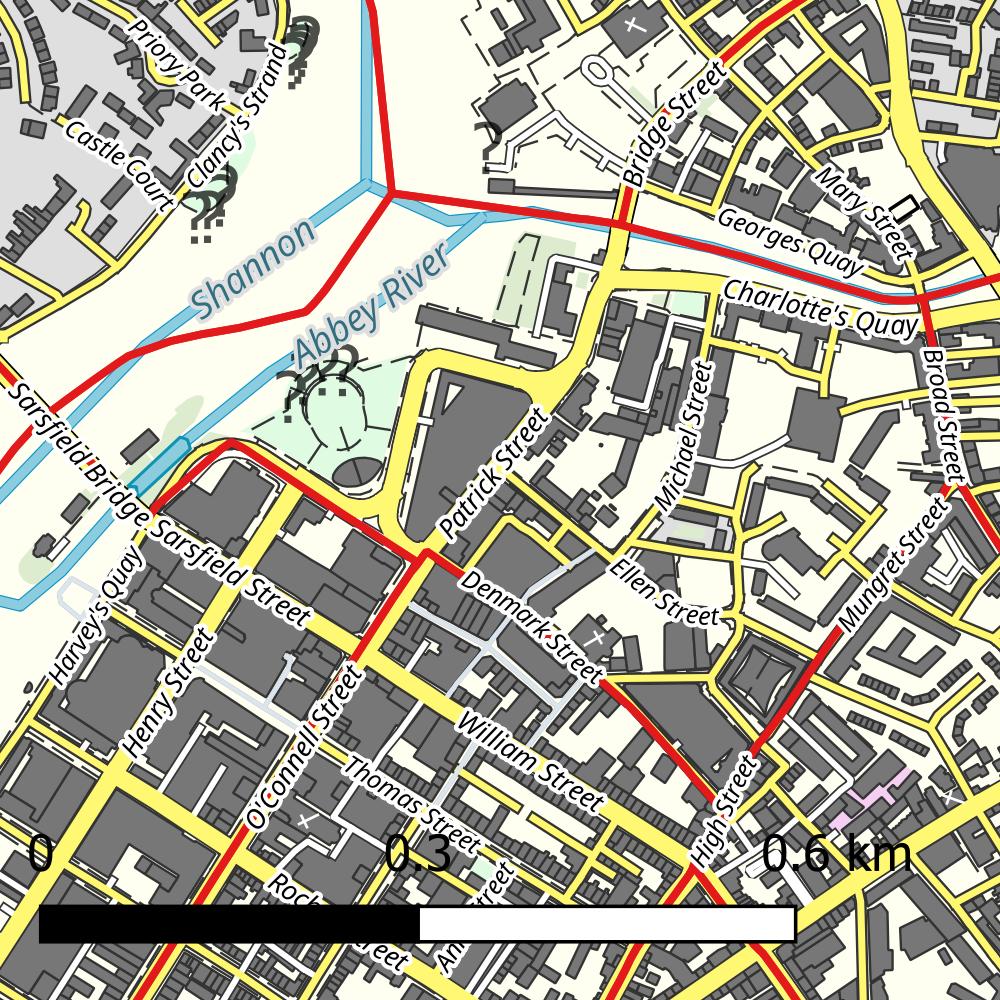 Priory Park
Clancy's Strand
Castle Court
Bridge Street
Mary Street
Georges Quay
Shannon
Abbey River
Charlotte's Quay
Broad Street
Sarsfield Bridge
Michael Street
Patrick Street
Mungret Street
Sarsfield Street
Harvey's Quay
Ellen Street
Denmark Street
Henry Street
O'Connell Street
William Street
Thomas Street
High Street
0
0.3
0.6 km
Street
Street